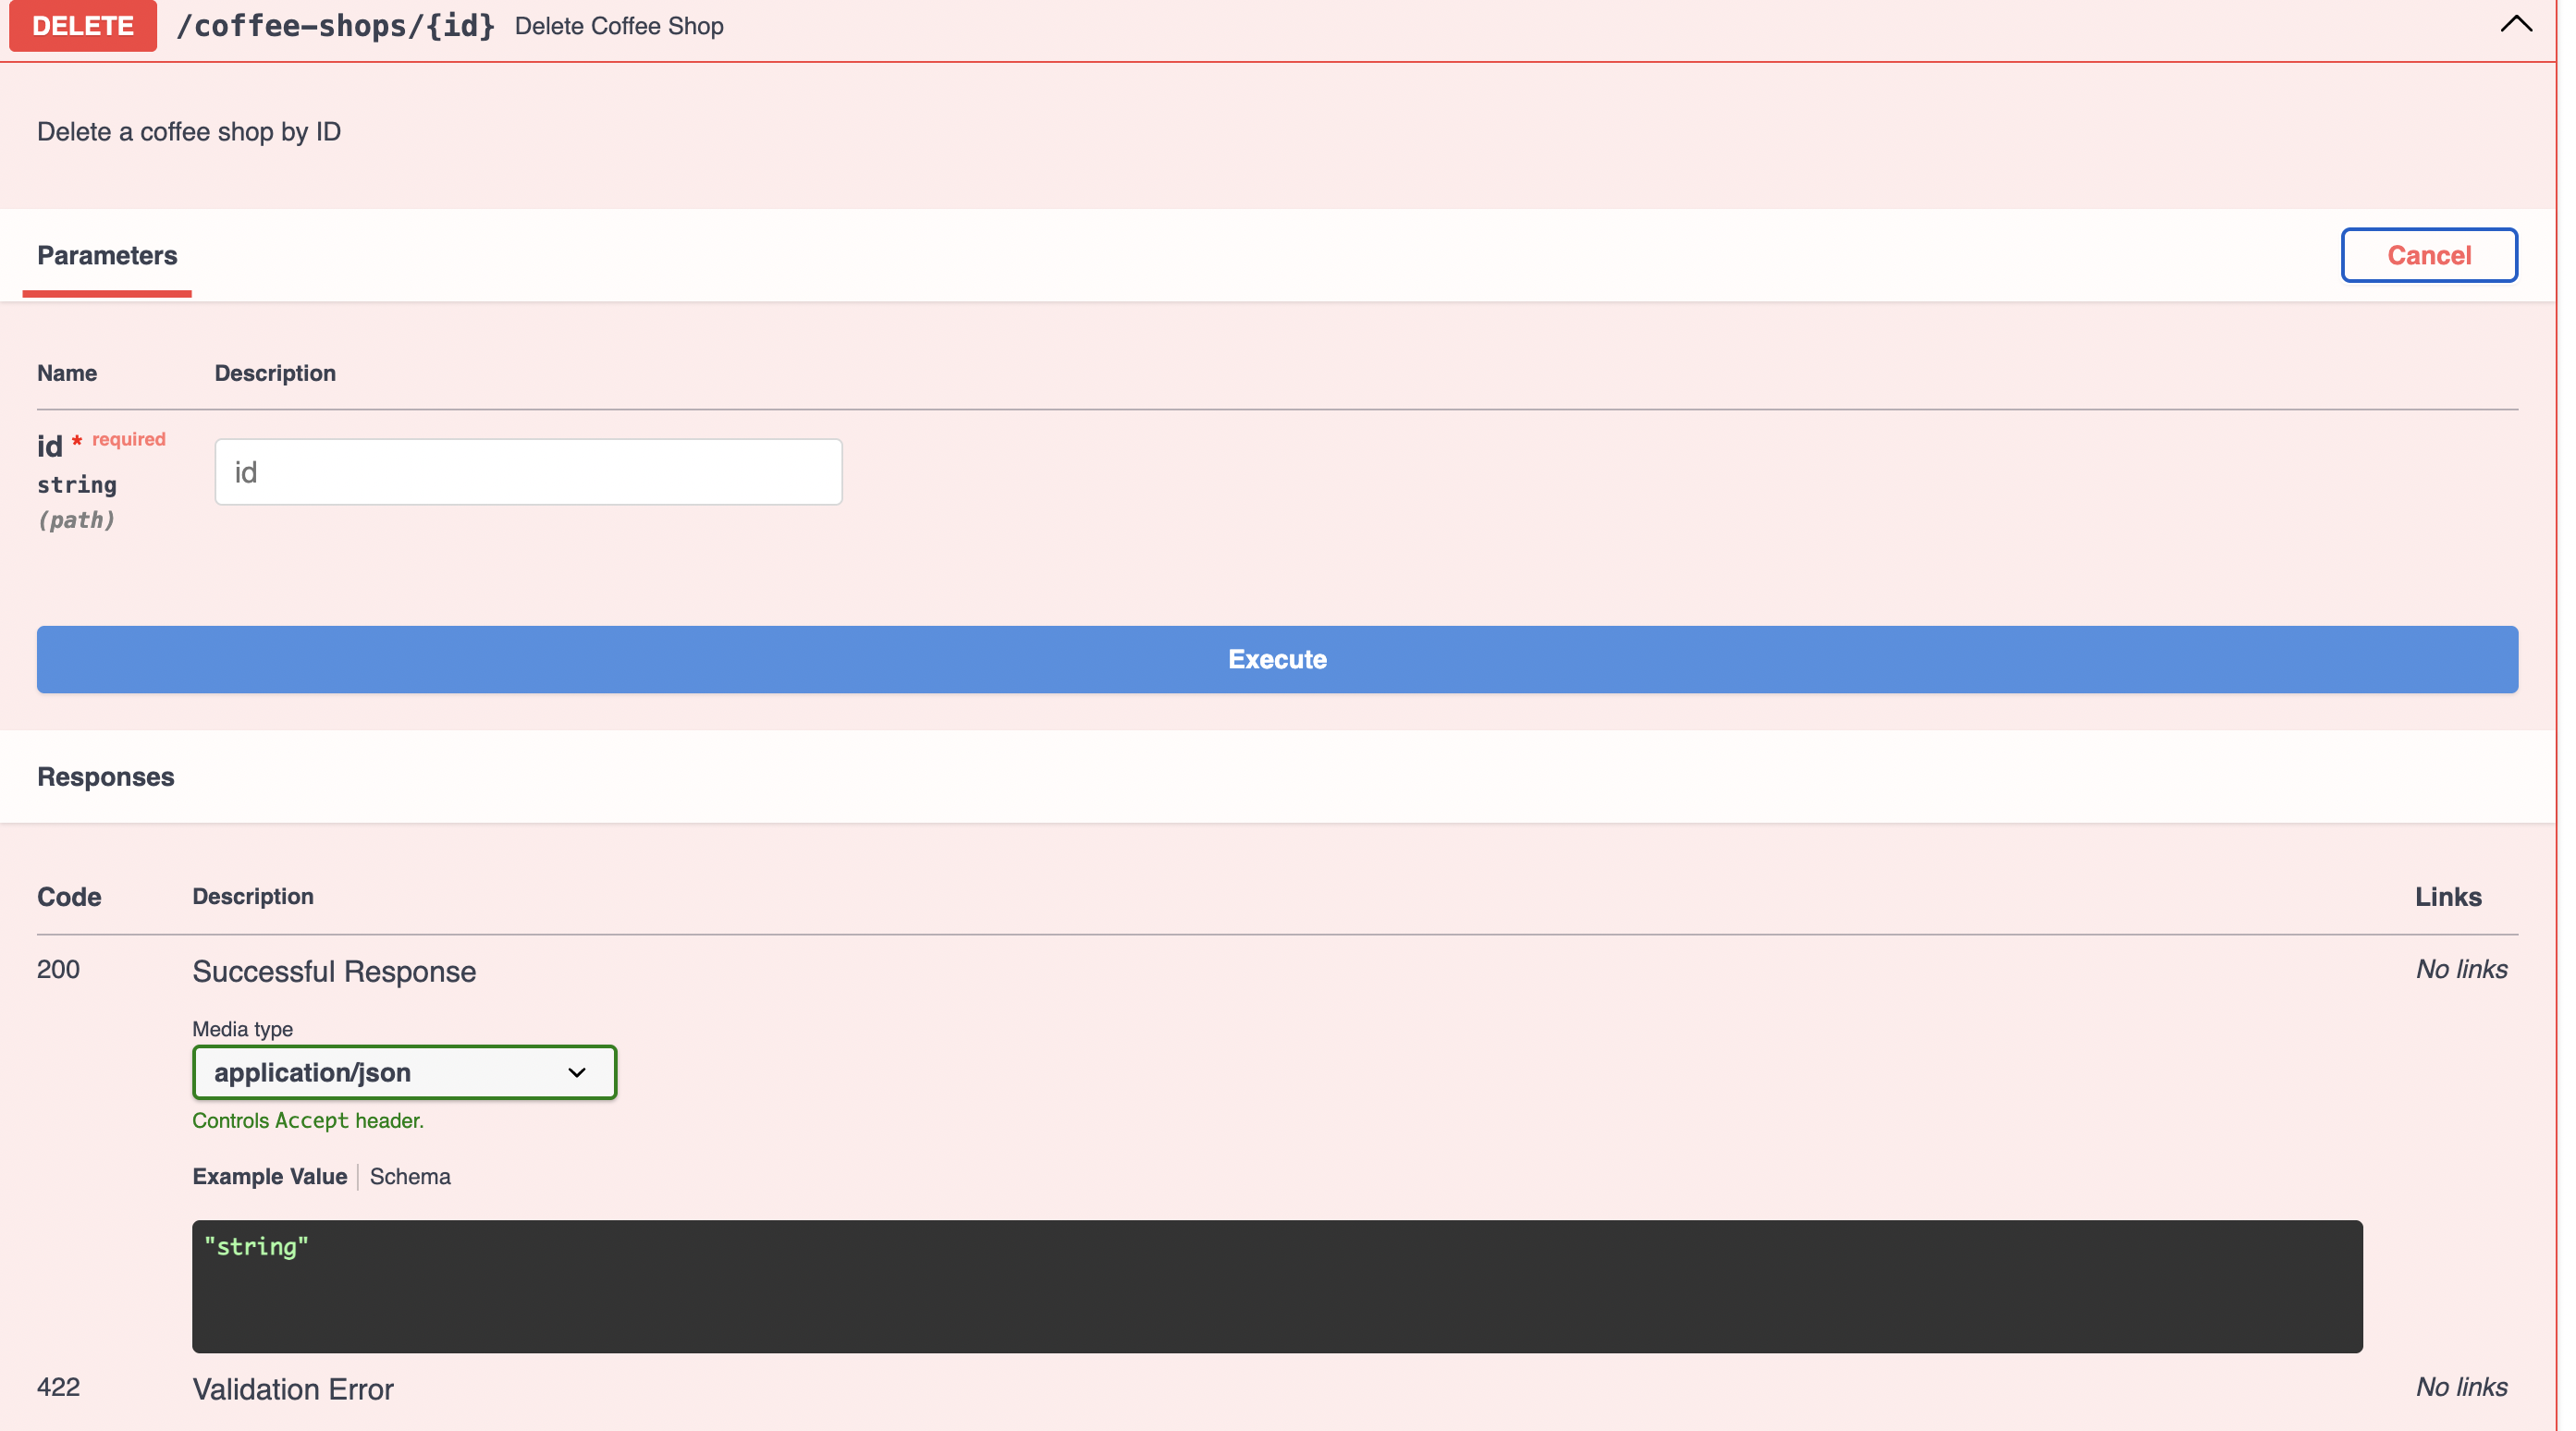 DELETE /coffee-shops/{id} Delete Coffee Shop
Delete a coffee shop by ID
Parameters Cancel
Name Description
id * required
string
(path)
id
Execute
Responses
Code Description Links
200 Successful Response No links
Media type
application/json
Controls Accept header.
Example Value Schema
"string"
422 Validation Error No links